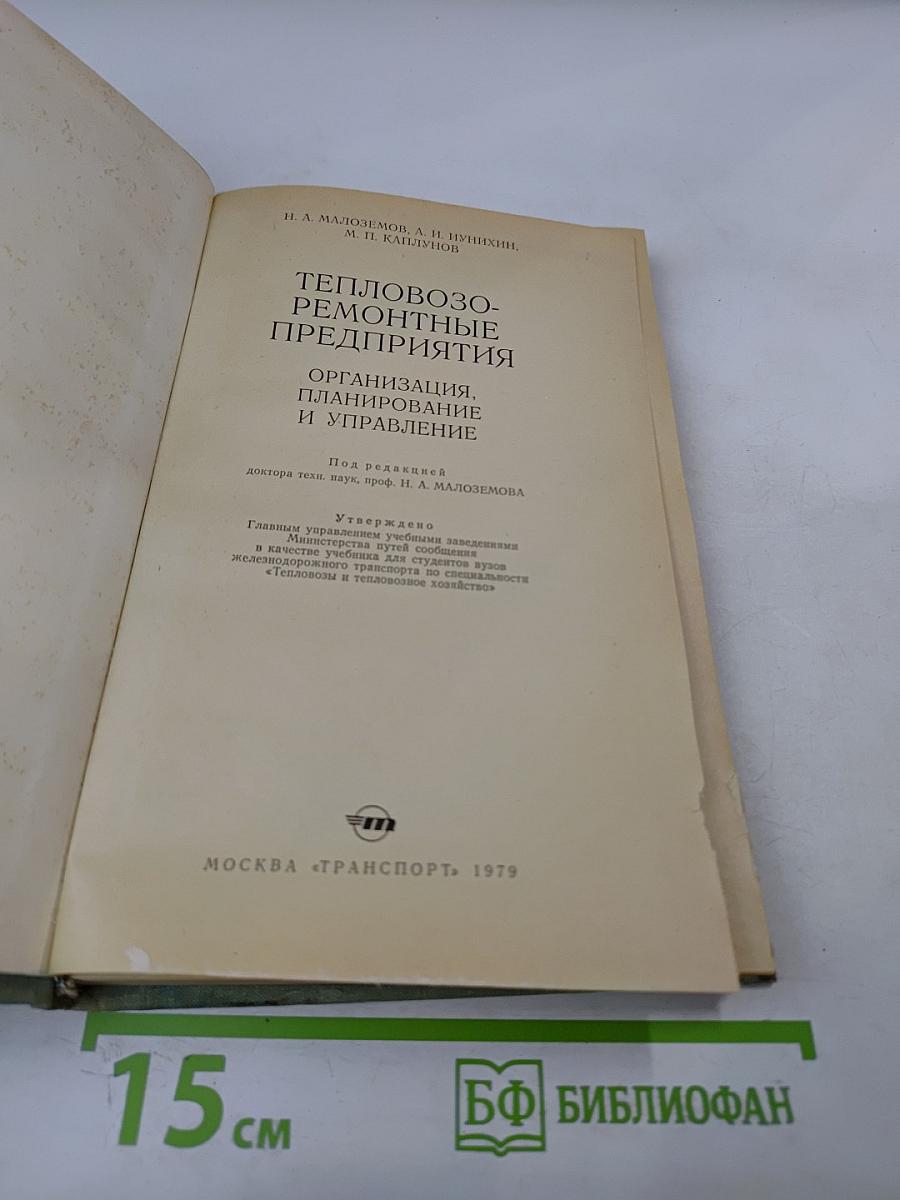 Н. А. МАЛОЗЕМОВ, А. И. ИУНИХИН,
М. П. КАПЛУНОВ
ТЕПЛОВОЗО-
РЕМОНТНЫЕ
ПРЕДПРИЯТИЯ
ОРГАНИЗАЦИЯ,
ПЛАНИРОВАНИЕ
И УПРАВЛЕНИЕ
Под редакцией
доктора техн. наук, проф. Н. А. МАЛОЗЕМОВА
Утверждено
Главным управлением учебными заведениями
Министерства путей сообщения
в качестве учебника для студентов вузов
железнодорожного транспорта по специальности
«Тепловозы и тепловозное хозяйство»
m
МОСКВА «ТРАНСПОРТ» 1979
15 см
БФ БИБЛИОФАН